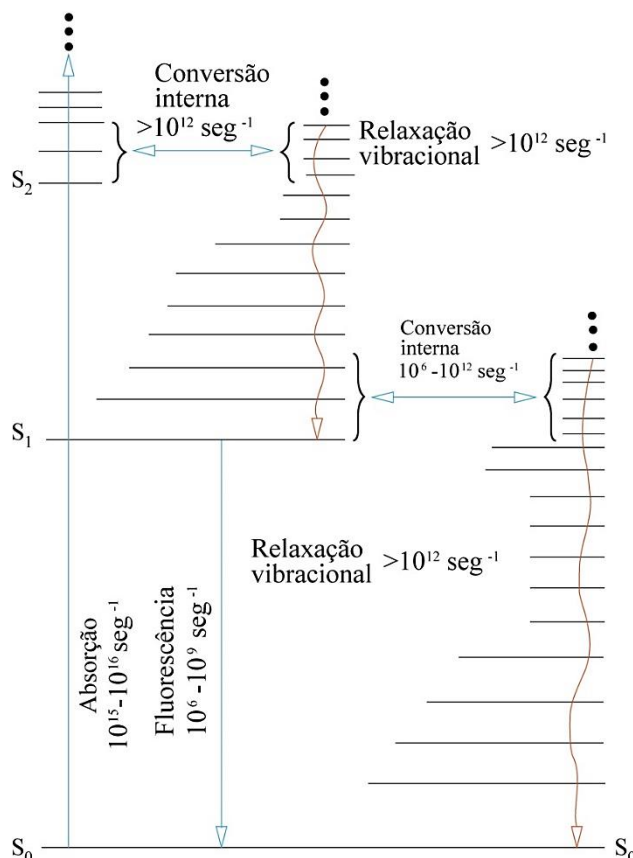 Conversão
interna
>10¹² seg⁻¹
Relaxação
vibracional >10¹² seg⁻¹
S₂
Conversão
interna
10⁶-10¹² seg⁻¹
S₁
Relaxação
vibracional >10¹² seg⁻¹
Absorção
10¹⁵-10¹⁶ seg⁻¹
Fluorescência
10⁶-10⁹ seg⁻¹
S₀
S₀